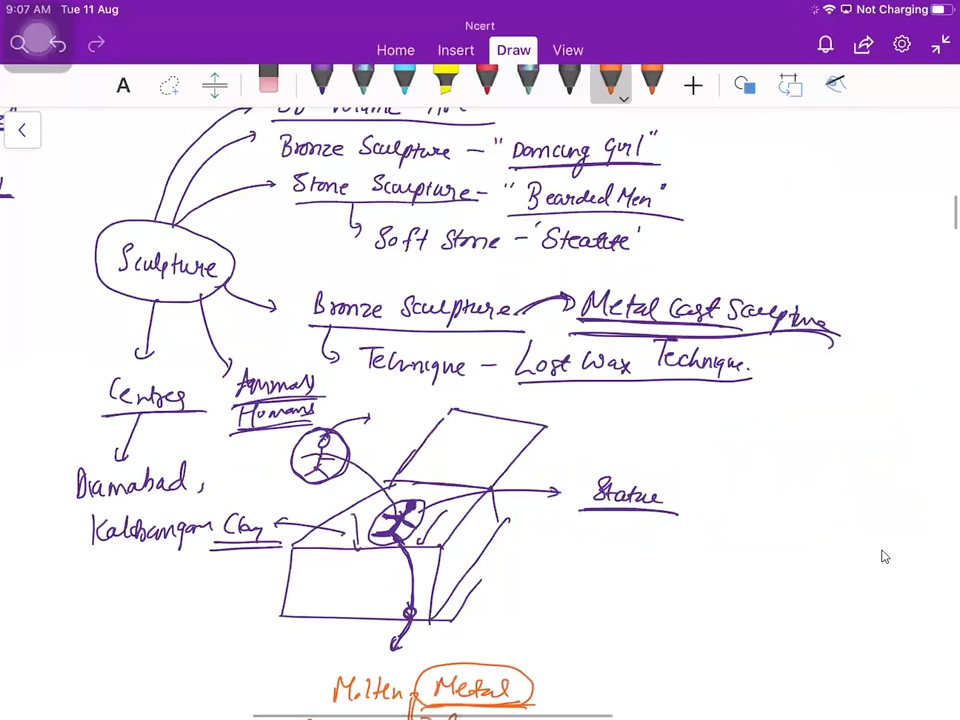 9:07 AM Tue 11 Aug
Not Charging
Ncert
Home Insert Draw View
A
Bronze Sculpture - "Dancing Girl"
Stone Sculpture - "Bearded Men"
Soft Stone - 'Steatite'
Sculpture
Bronze Sculpture Metal Cast Sculpture
Technique - Lost Wax Technique.
Centres
Animals
Humans
Diamabad,
Statue
Kalibangan Clay
Molten Metal